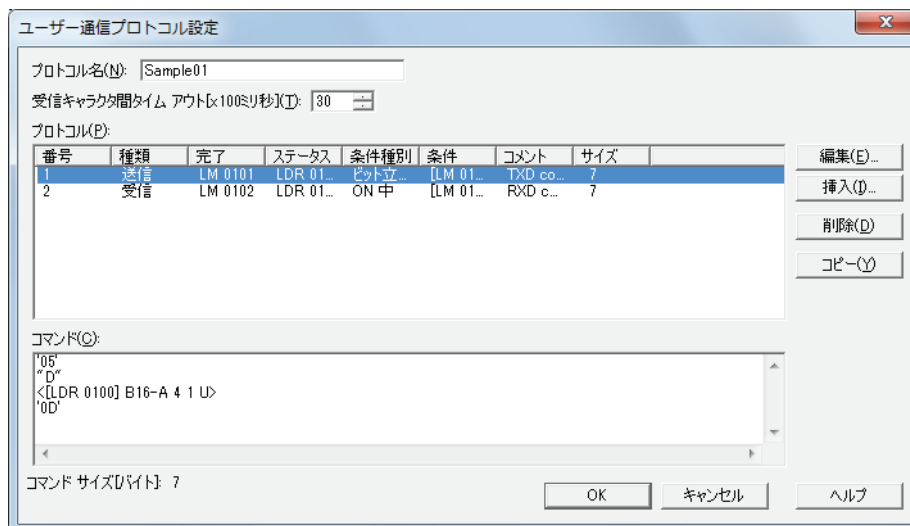 ユーザー通信プロトコル設定
プロトコル名(N): Sample01
受信キャラクタ間タイム アウト[x100ミリ秒](T): 30
プロトコル(P):
番号 種類 完了 ステータス 条件種別 条件 コメント サイズ
1 送信 LM 0101 LDR 01... ビット立... [LM 01... TXD co... 7
2 受信 LM 0102 LDR 01... ON 中 [LM 01... RXD c... 7
編集(E)...
挿入(I)...
削除(D)
コピー(Y)
コマンド(C):
'05'
"D"
<[LDR 0100] B16-A 4 1 U>
'0D'
コマンド サイズ[バイト]: 7
OK キャンセル ヘルプ